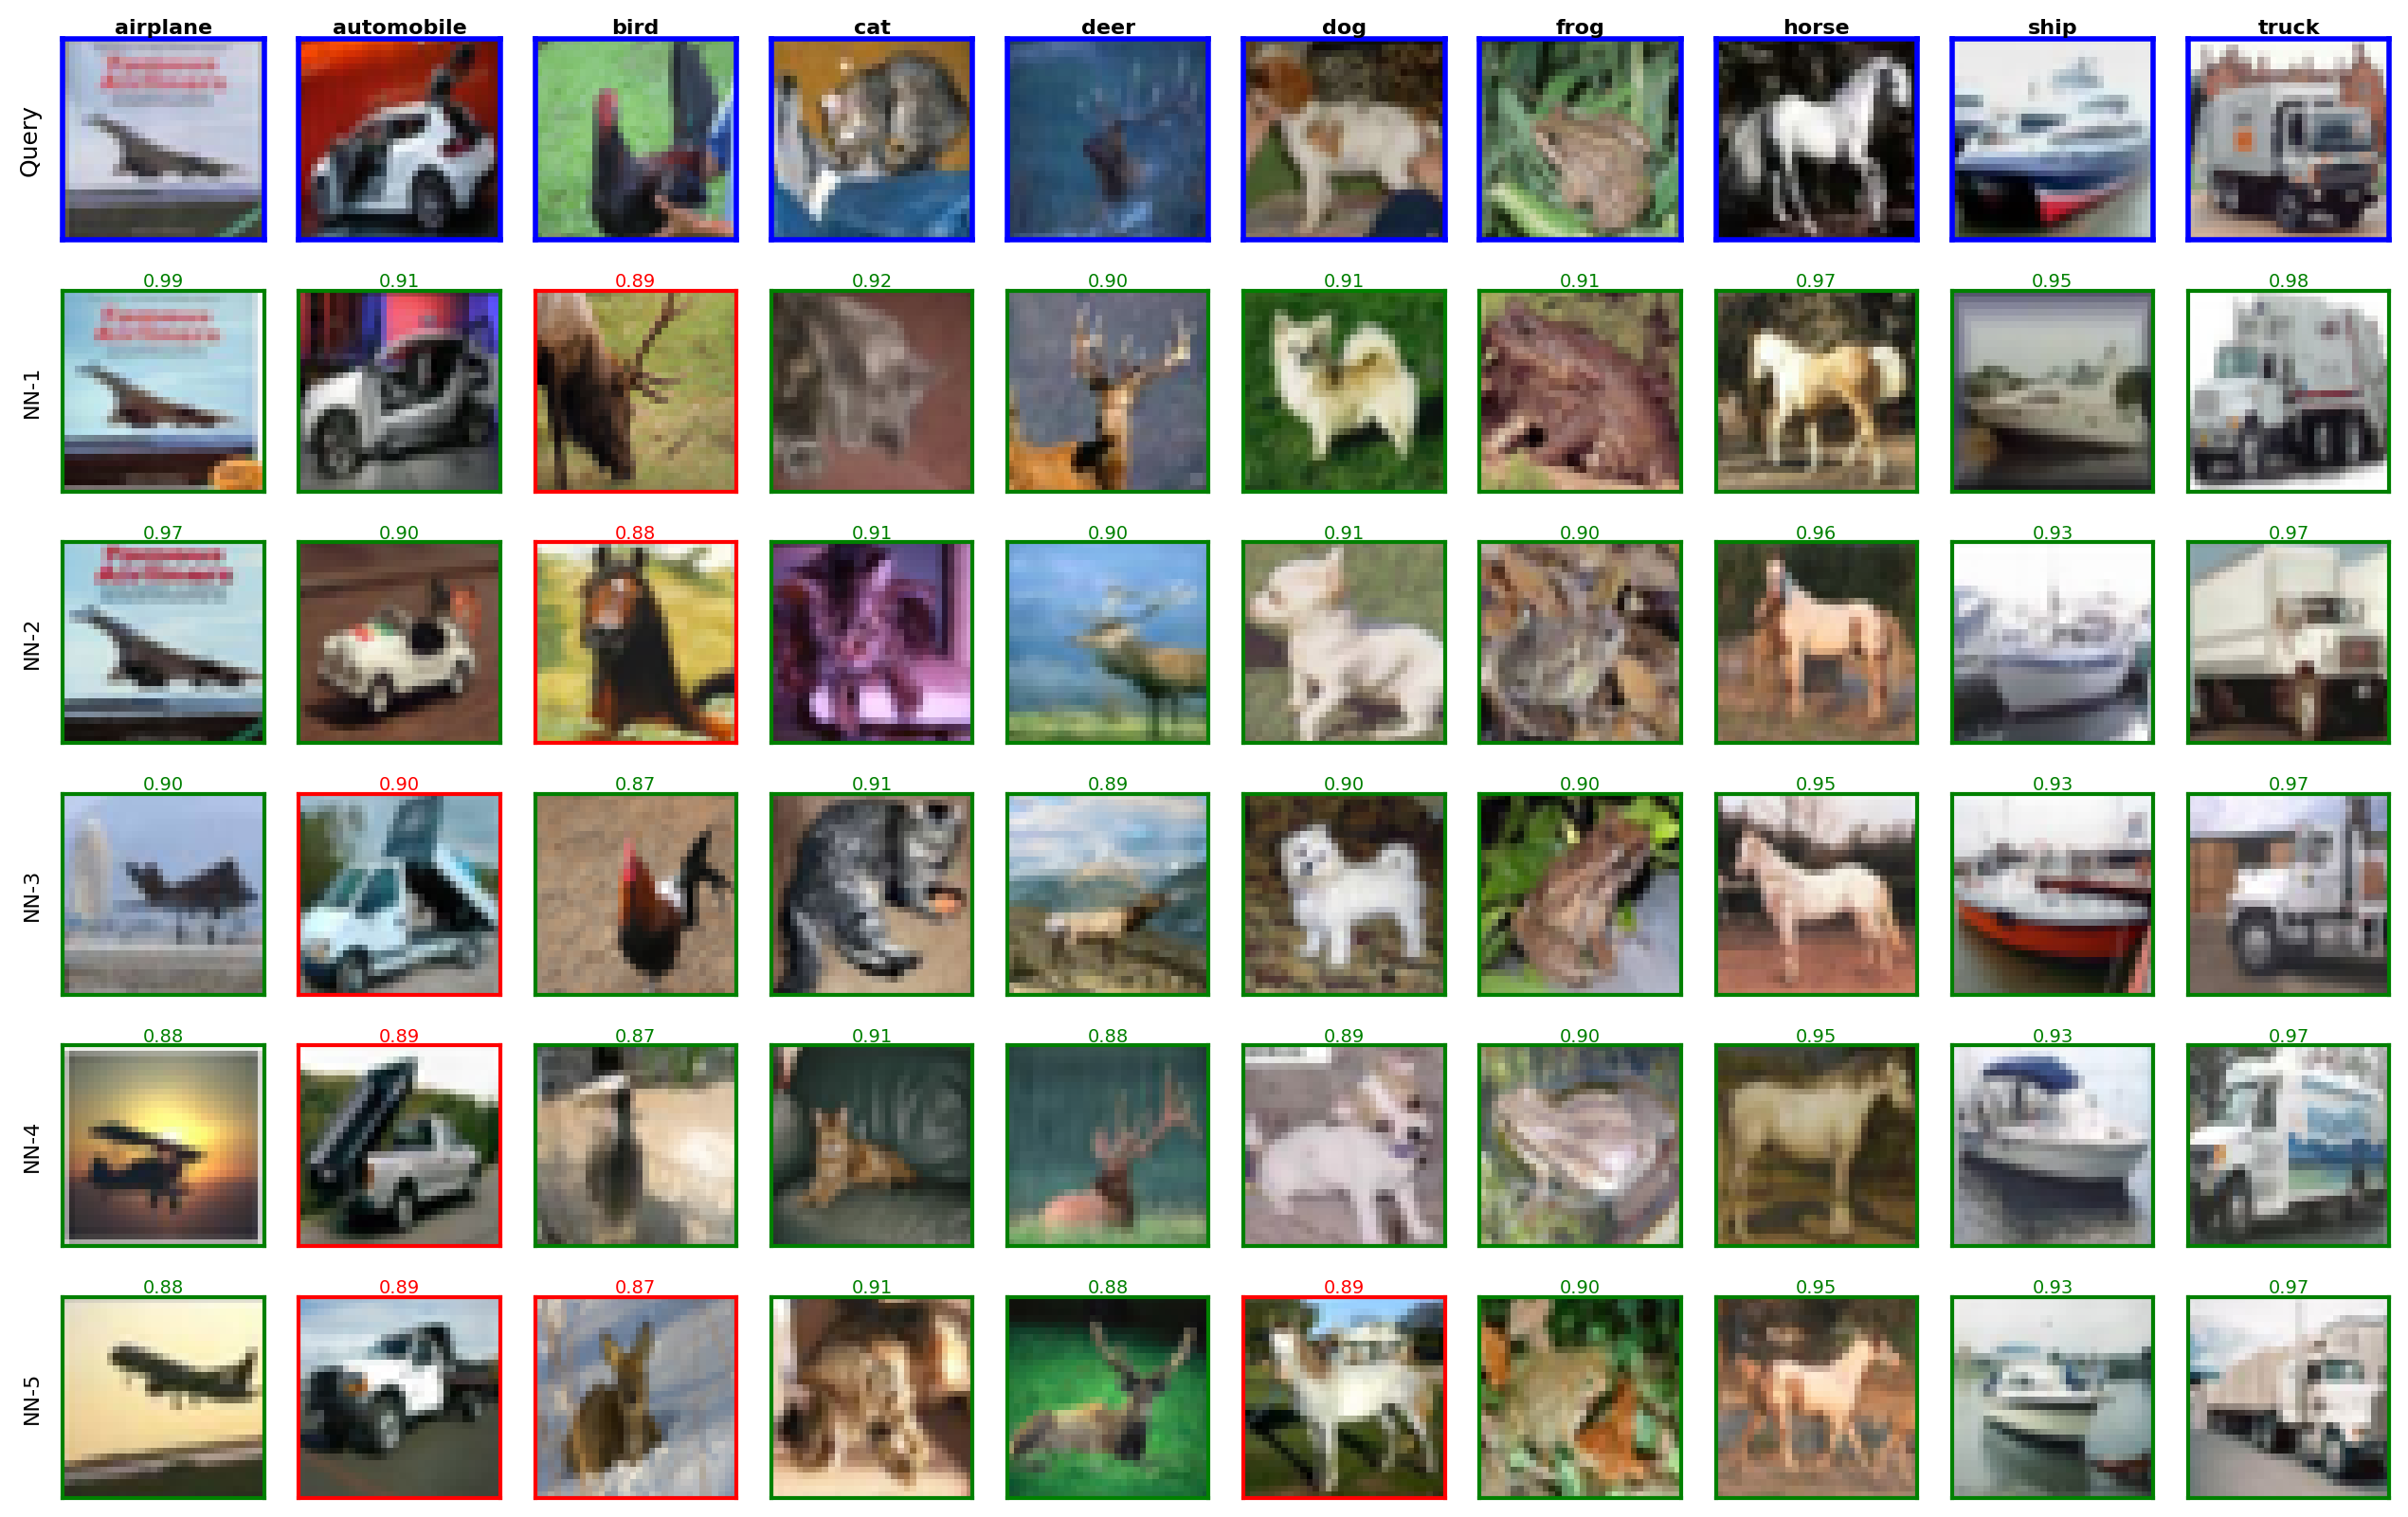 airplane automobile bird cat deer dog frog horse ship truck
Query
0.99 0.91 0.89 0.92 0.90 0.91 0.91 0.97 0.95 0.98
NN-1
0.97 0.90 0.88 0.91 0.90 0.91 0.90 0.96 0.93 0.97
NN-2
0.90 0.90 0.87 0.91 0.89 0.90 0.90 0.95 0.93 0.97
NN-3
0.88 0.89 0.87 0.91 0.88 0.89 0.90 0.95 0.93 0.97
NN-4
0.88 0.89 0.87 0.91 0.88 0.89 0.90 0.95 0.93 0.97
NN-5